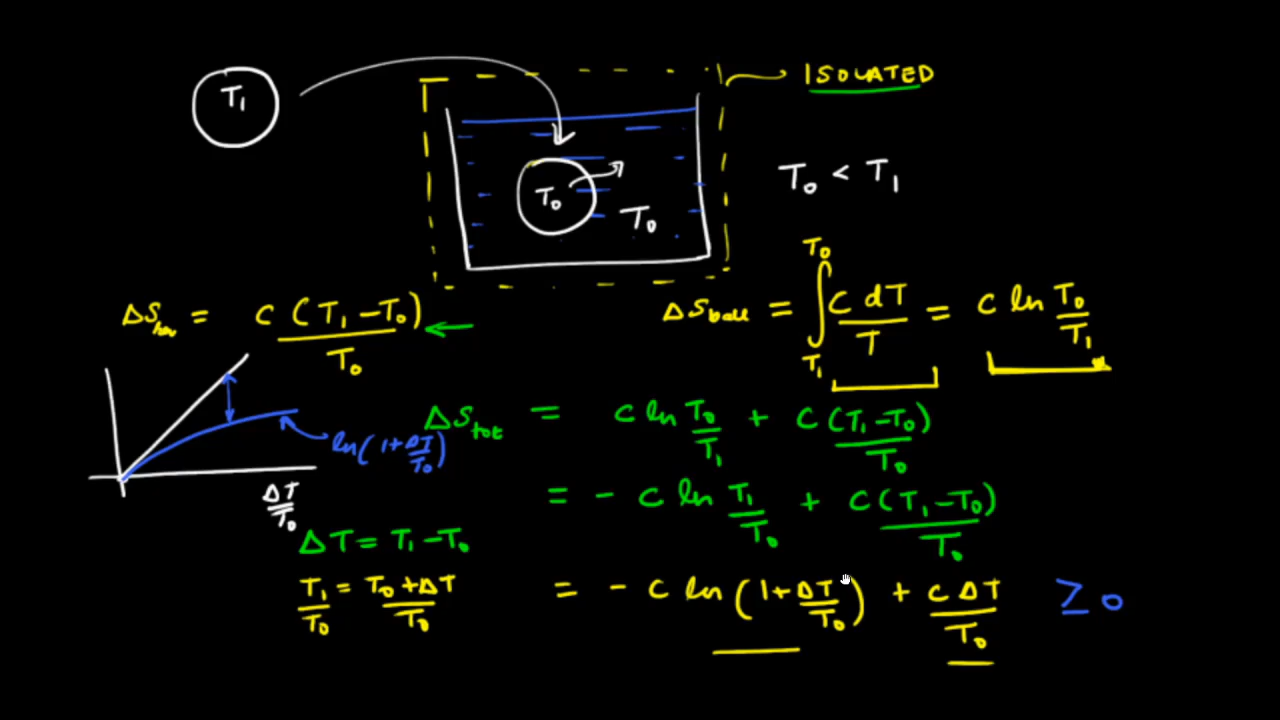 T₁
ISOLATED
T₀
T₀
T₀ < T₁
ΔS = C (T₁ – T₀) / T₀
ΔS_ball = ∫_{T₁}^{T₀} C dT / T = C ln T₀/T₁
ΔS_tot = C ln T₀/T₁ + C (T₁ – T₀) / T₀
ln(1 + ΔT/T₀)
= – C ln T₁/T₀ + C (T₁ – T₀) / T₀
ΔT/T₀
ΔT = T₁ – T₀
T₁/T₀ = (T₀ + ΔT)/T₀
= – C ln (1 + ΔT/T₀) + C ΔT / T₀ ≥ 0